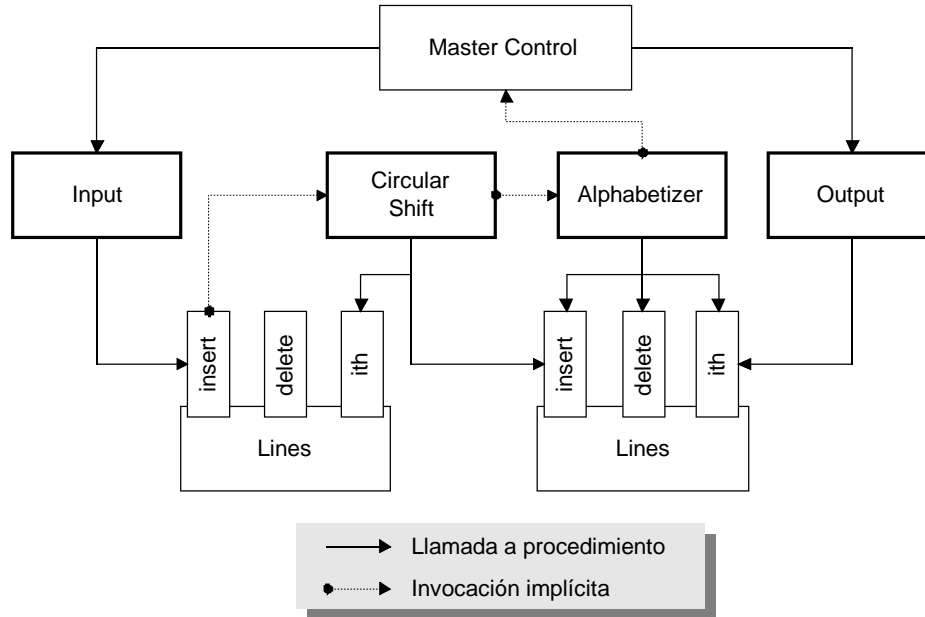 Master Control
Input
Circular
Shift
Alphabetizer
Output
insert
delete
ith
insert
delete
ith
Lines
Lines
Llamada a procedimiento
Invocación implícita